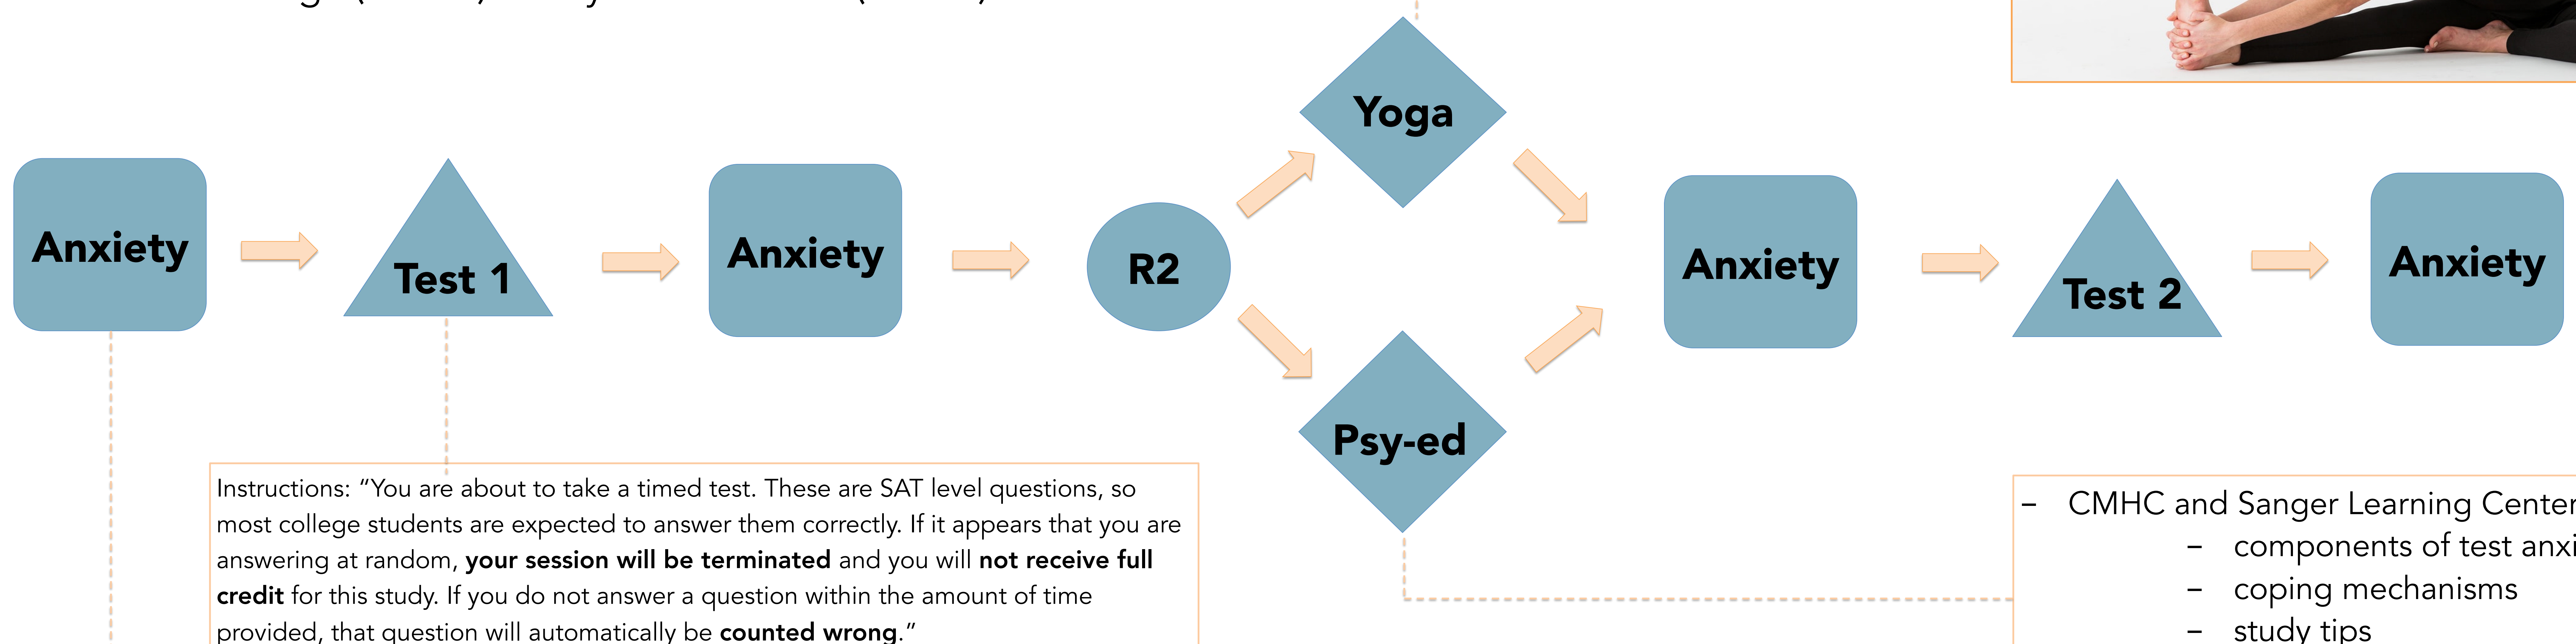 Yoga
Anxiety
Test 1
Anxiety
R2
Anxiety
Test 2
Anxiety
Psy-ed
Instructions: “You are about to take a timed test. These are SAT level questions, so
most college students are expected to answer them correctly. If it appears that you are
answering at random, your session will be terminated and you will not receive full
credit for this study. If you do not answer a question within the amount of time
provided, that question will automatically be counted wrong.”
– CMHC and Sanger Learning Center
– components of test
– coping mechanisms
– study tips